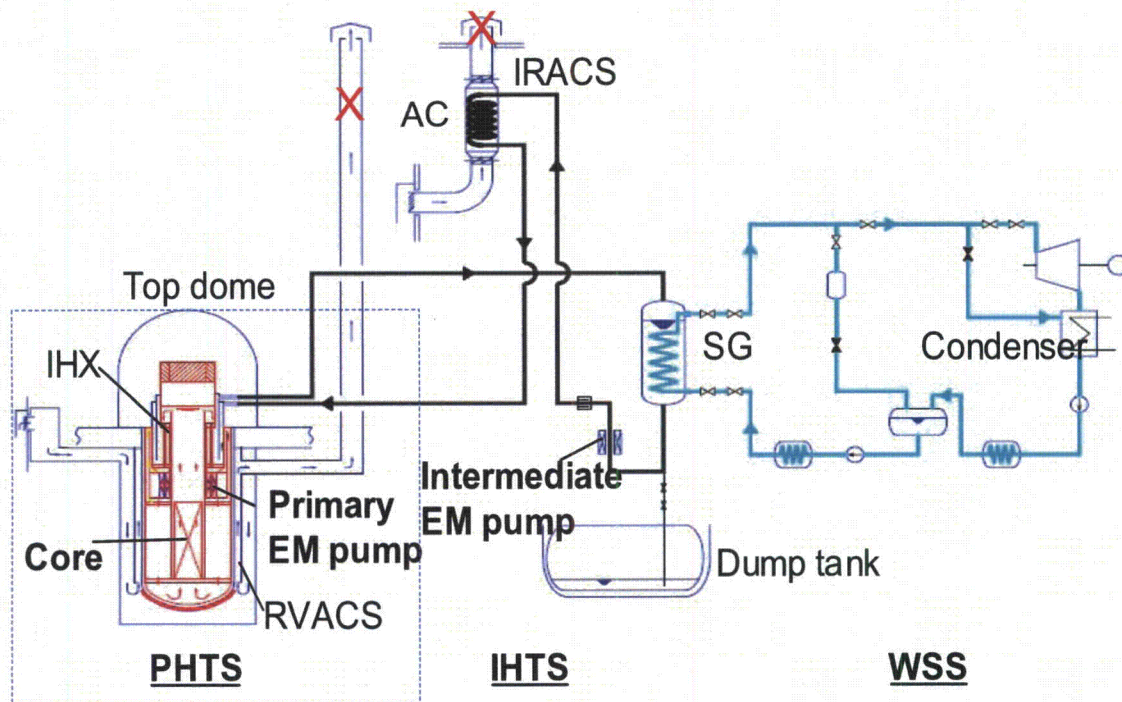 IRACS
AC
Top dome
IHX
SG
Condenser
Intermediate
EM pump
Primary
EM pump
Core
Dump tank
RVACS
PHTS
IHTS
WSS